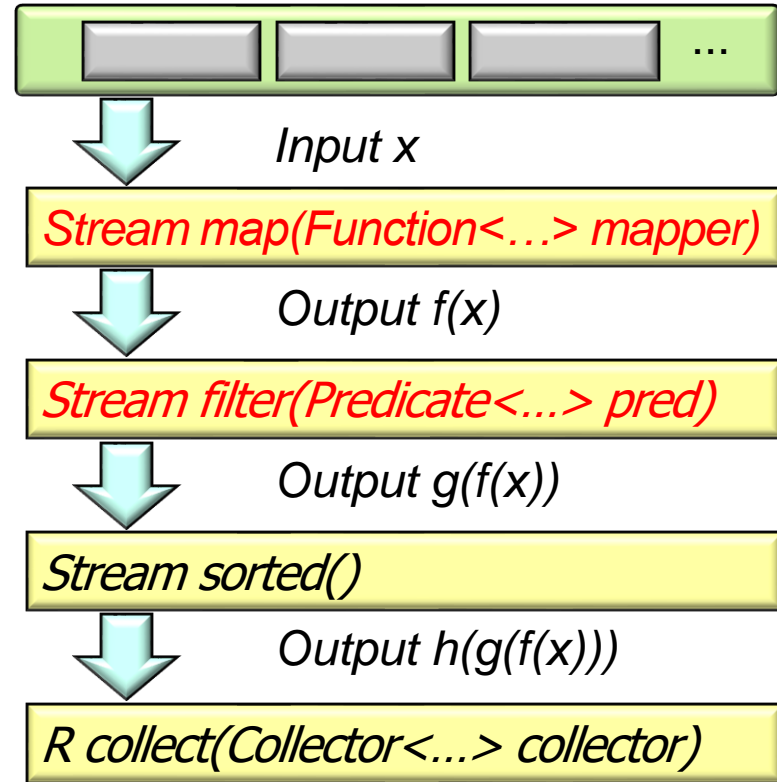 ...
Input x
Stream map(Function<…> mapper)
Output f(x)
Stream filter(Predicate<...> pred)
Output g(f(x))
Stream sorted()
Output h(g(f(x)))
R collect(Collector<...> collector)